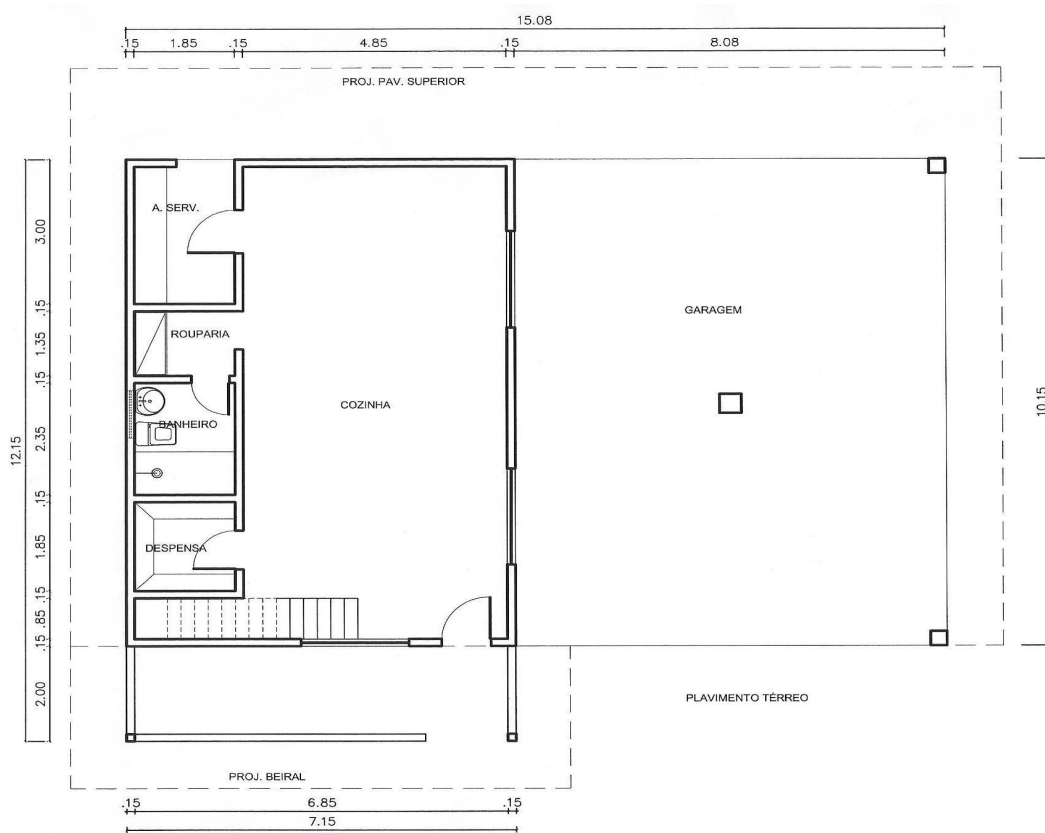 15.08
.15 1.85 .15 4.85 .15 8.08
PROJ. PAV. SUPERIOR
A. SERV.
3.00
.15
ROUPARIA
1.35
.15
GARAGEM
COZINHA
BANHEIRO
2.35
12.15
10.15
.15
DESPENSA
1.85
.15
.85
.15
2.00
PLAVIMENTO TÉRREO
PROJ. BEIRAL
.15 6.85 .15
7.15